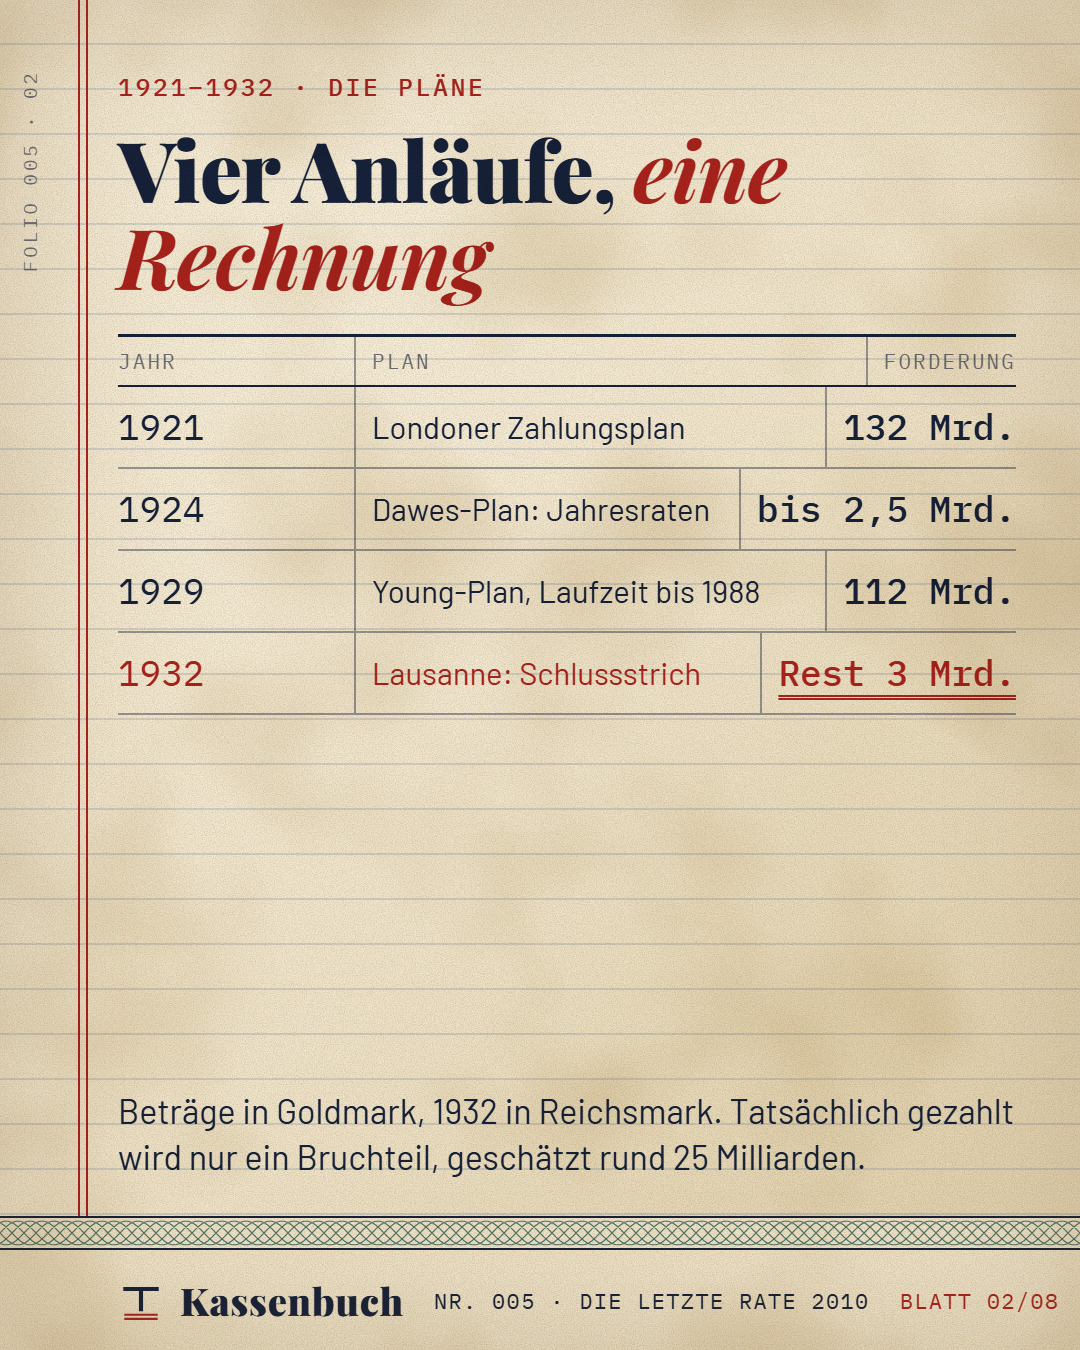 FOLIO 005 · 02
1921–1932 · DIE PLÄNE
Vier Anläufe, eine
Rechnung
JAHR PLAN FORDERUNG
1921 Londoner Zahlungsplan 132 Mrd.
1924 Dawes-Plan: Jahresraten bis 2,5 Mrd.
1929 Young-Plan, Laufzeit bis 1988 112 Mrd.
1932 Lausanne: Schlussstrich Rest 3 Mrd.
Beträge in Goldmark, 1932 in Reichsmark. Tatsächlich gezahlt
wird nur ein Bruchteil, geschätzt rund 25 Milliarden.
Kassenbuch NR. 005 · DIE LETZTE RATE 2010 BLATT 02/08